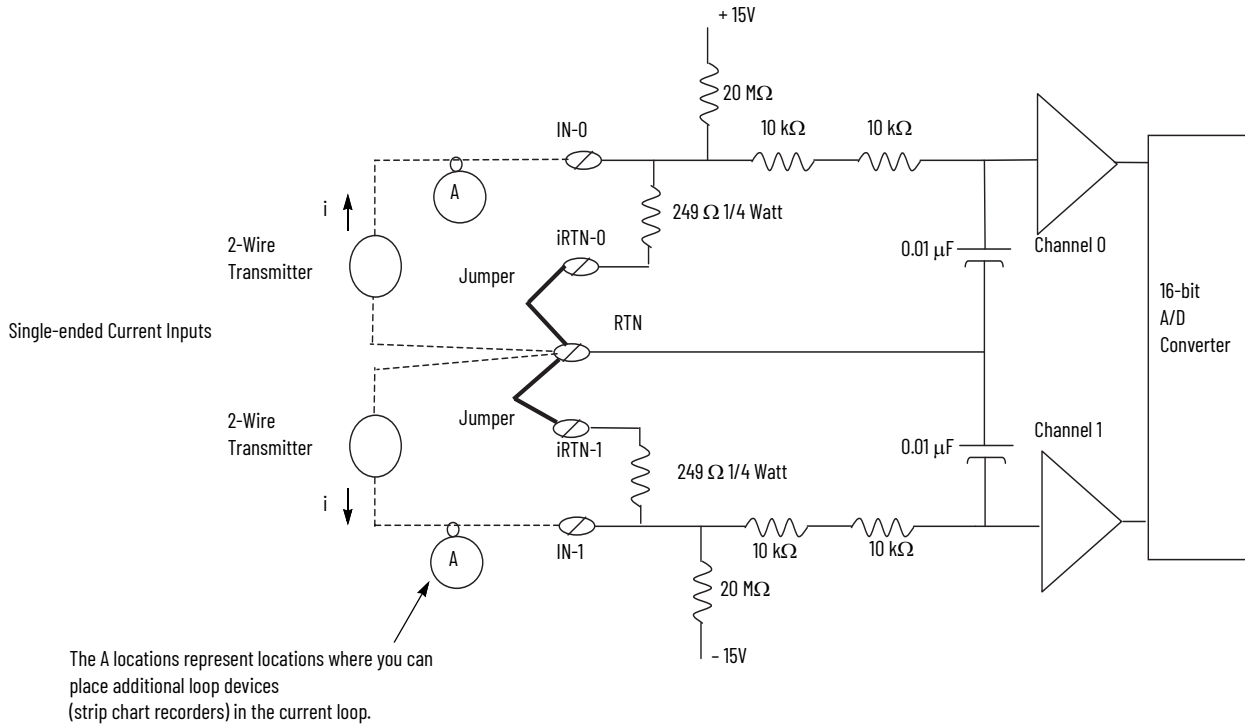 + 15V
20 MΩ
10 kΩ
10 kΩ
IN-0
A
249 Ω 1/4 Watt
i
iRTN-0
2-Wire
Transmitter
Jumper
0.01 μF
Channel 0
16-bit
A/D
Converter
Single-ended Current Inputs
RTN
Jumper
2-Wire
Transmitter
iRTN-1
0.01 μF
Channel 1
249 Ω 1/4 Watt
i
IN-1
10 kΩ
10 kΩ
A
20 MΩ
– 15V
The A locations represent locations where you can
place additional loop devices
(strip chart recorders) in the current loop.